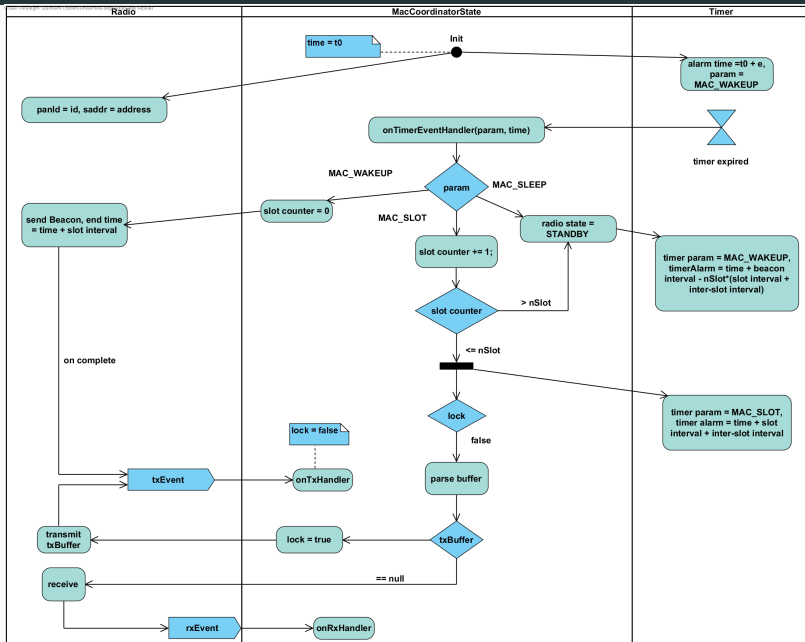 Radio
MacCoordinatorState
Timer
time = t0
Init
alarm time =t0 + e,
param =
MAC_WAKEUP
panId = id, saddr = address
onTimerEventHandler(param, time)
timer expired
MAC_WAKEUP
param
MAC_SLEEP
send Beacon, end time
= time + slot interval
slot counter = 0
MAC_SLOT
radio state =
STANDBY
slot counter += 1;
timer param = MAC_WAKEUP,
timerAlarm = time + beacon
interval - nSlot*(slot interval +
inter-slot interval)
slot counter
> nSlot
<= nSlot
on complete
timer param = MAC_SLOT,
timer alarm = time + slot
interval + inter-slot interval
lock
lock = false
false
txEvent
onTxHandler
parse buffer
transmit
txBuffer
lock = true
txBuffer
== null
receive
rxEvent
onRxHandler